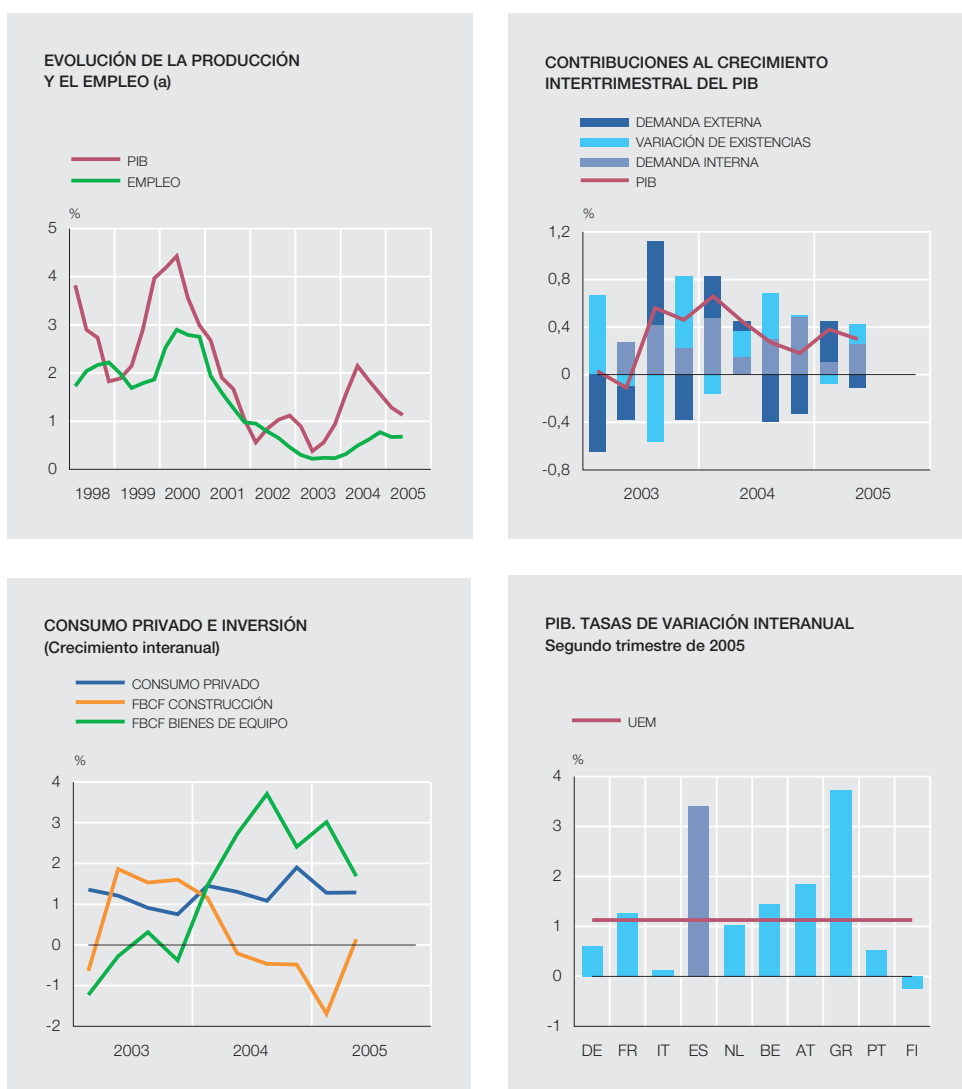 EVOLUCIÓN DE LA PRODUCCIÓN
Y EL EMPLEO (a)
PIB
EMPLEO
%
5
4
3
2
1
0
1998 1999 2000 2001 2002 2003 2004 2005
CONTRIBUCIONES AL CRECIMIENTO
INTERTRIMESTRAL DEL PIB
DEMANDA EXTERNA
VARIACIÓN DE EXISTENCIAS
DEMANDA INTERNA
PIB
%
1,2
0,8
0,4
0
-0,4
-0,8
2003 2004 2005
CONSUMO PRIVADO E INVERSIÓN
(Crecimiento interanual)
CONSUMO PRIVADO
FBCF CONSTRUCCIÓN
FBCF BIENES DE EQUIPO
%
4
3
2
1
0
-1
-2
2003 2004 2005
PIB. TASAS DE VARIACIÓN INTERANUAL
Segundo trimestre de 2005
UEM
%
4
3
2
1
0
-1
DE FR IT ES NL BE AT GR PT FI